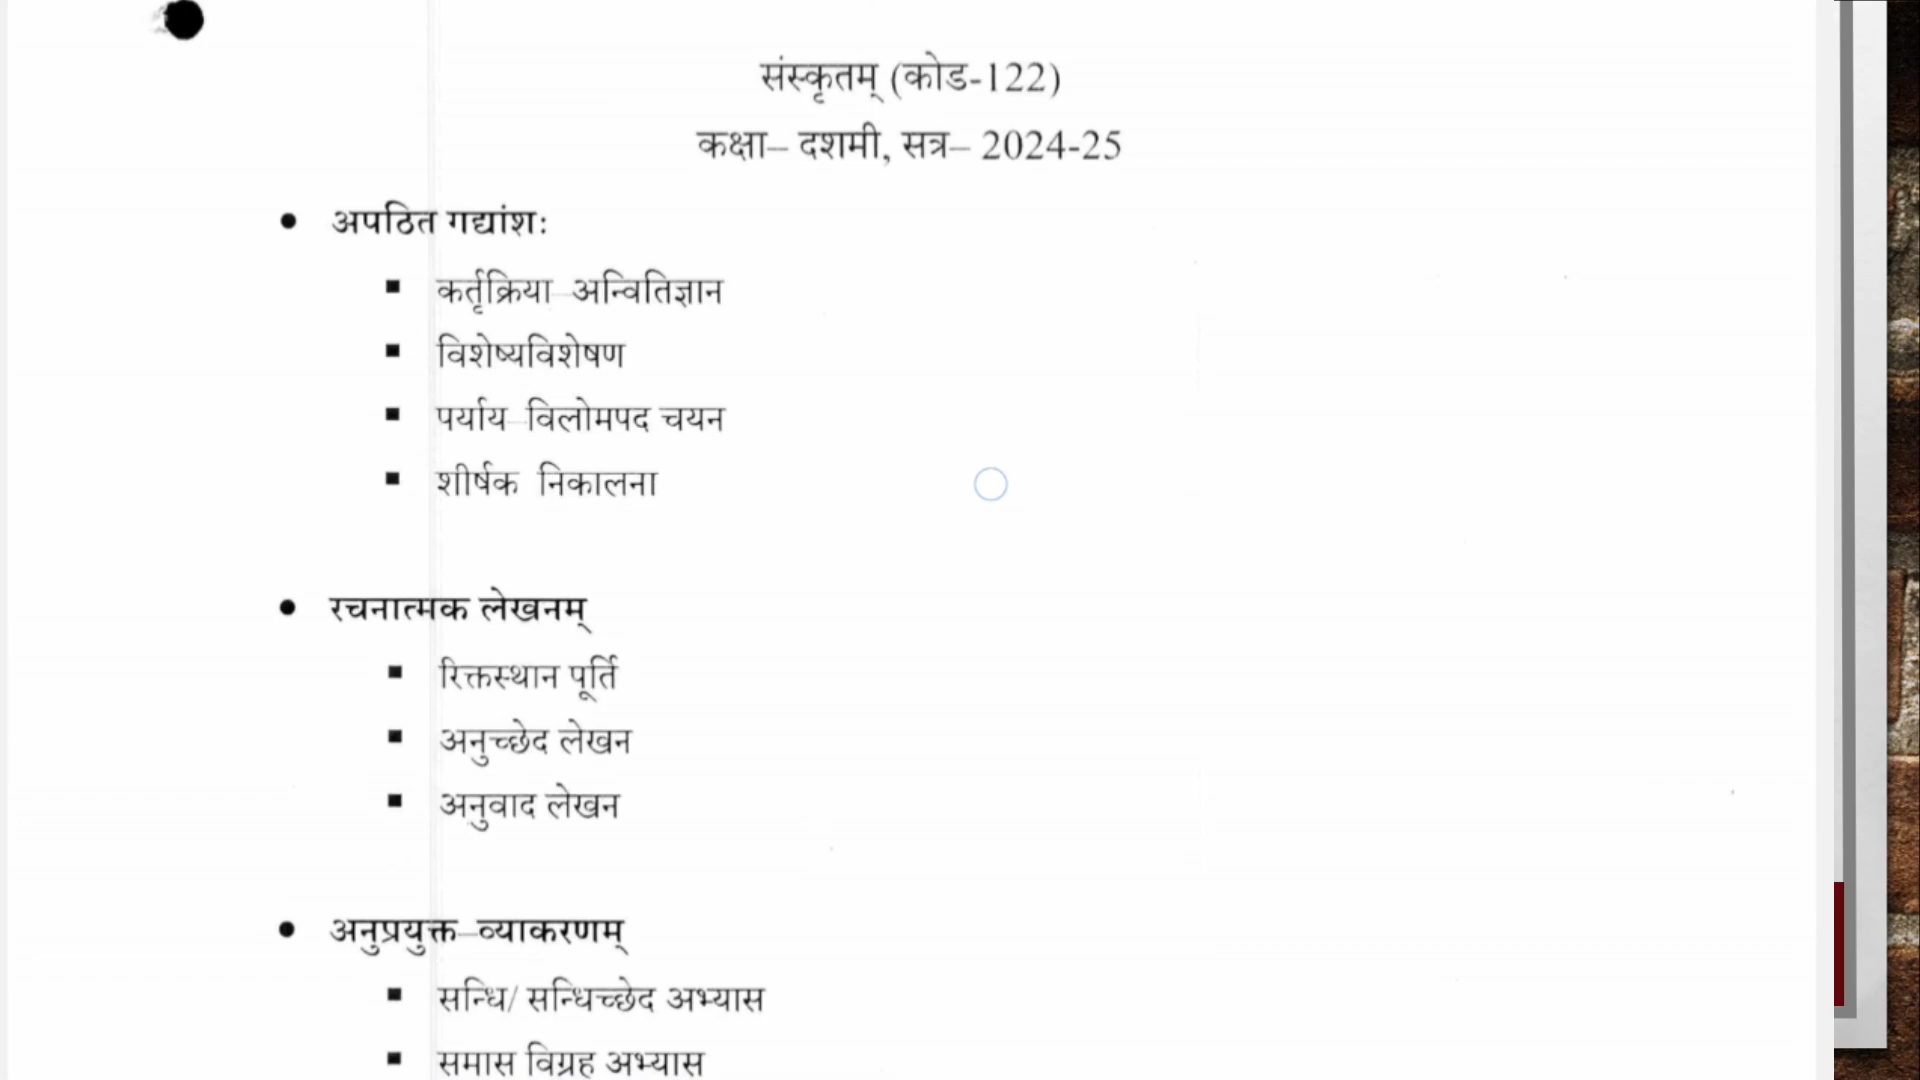 संस्कृतम् (कोड-122)
कक्षा– दशमी, सत्र– 2024-25
● अपठित गद्यांशः
■ कर्तृक्रिया अन्वितिज्ञान
■ विशेष्यविशेषण
■ पर्याय विलोमपद चयन
■ शीर्षक निकालना
● रचनात्मक लेखनम्
■ रिक्तस्थान पूर्ति
■ अनुच्छेद लेखन
■ अनुवाद लेखन
● अनुप्रयुक्त–व्याकरणम्
■ सन्धि/ सन्धिच्छेद अभ्यास
■ समास विग्रह अभ्यास